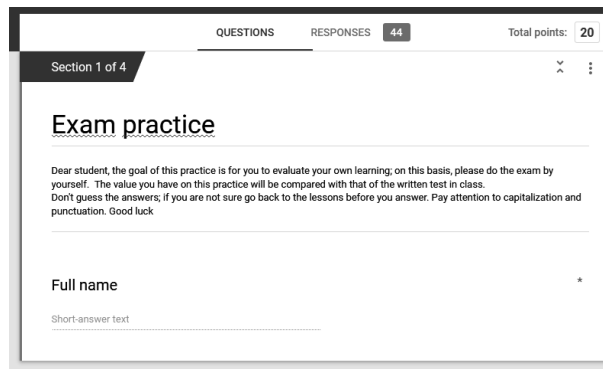 QUESTIONS RESPONSES 44 Total points: 20
Section 1 of 4
Exam practice
Dear student, the goal of this practice is for you to evaluate your own learning; on this basis, please do the exam by
yourself. The value you have on this practice will be compared with that of the written test in class.
Don't guess the answers; if you are not sure go back to the lessons before you answer. Pay attention to capitalization and
punctuation. Good luck
Full name *
Short-answer text